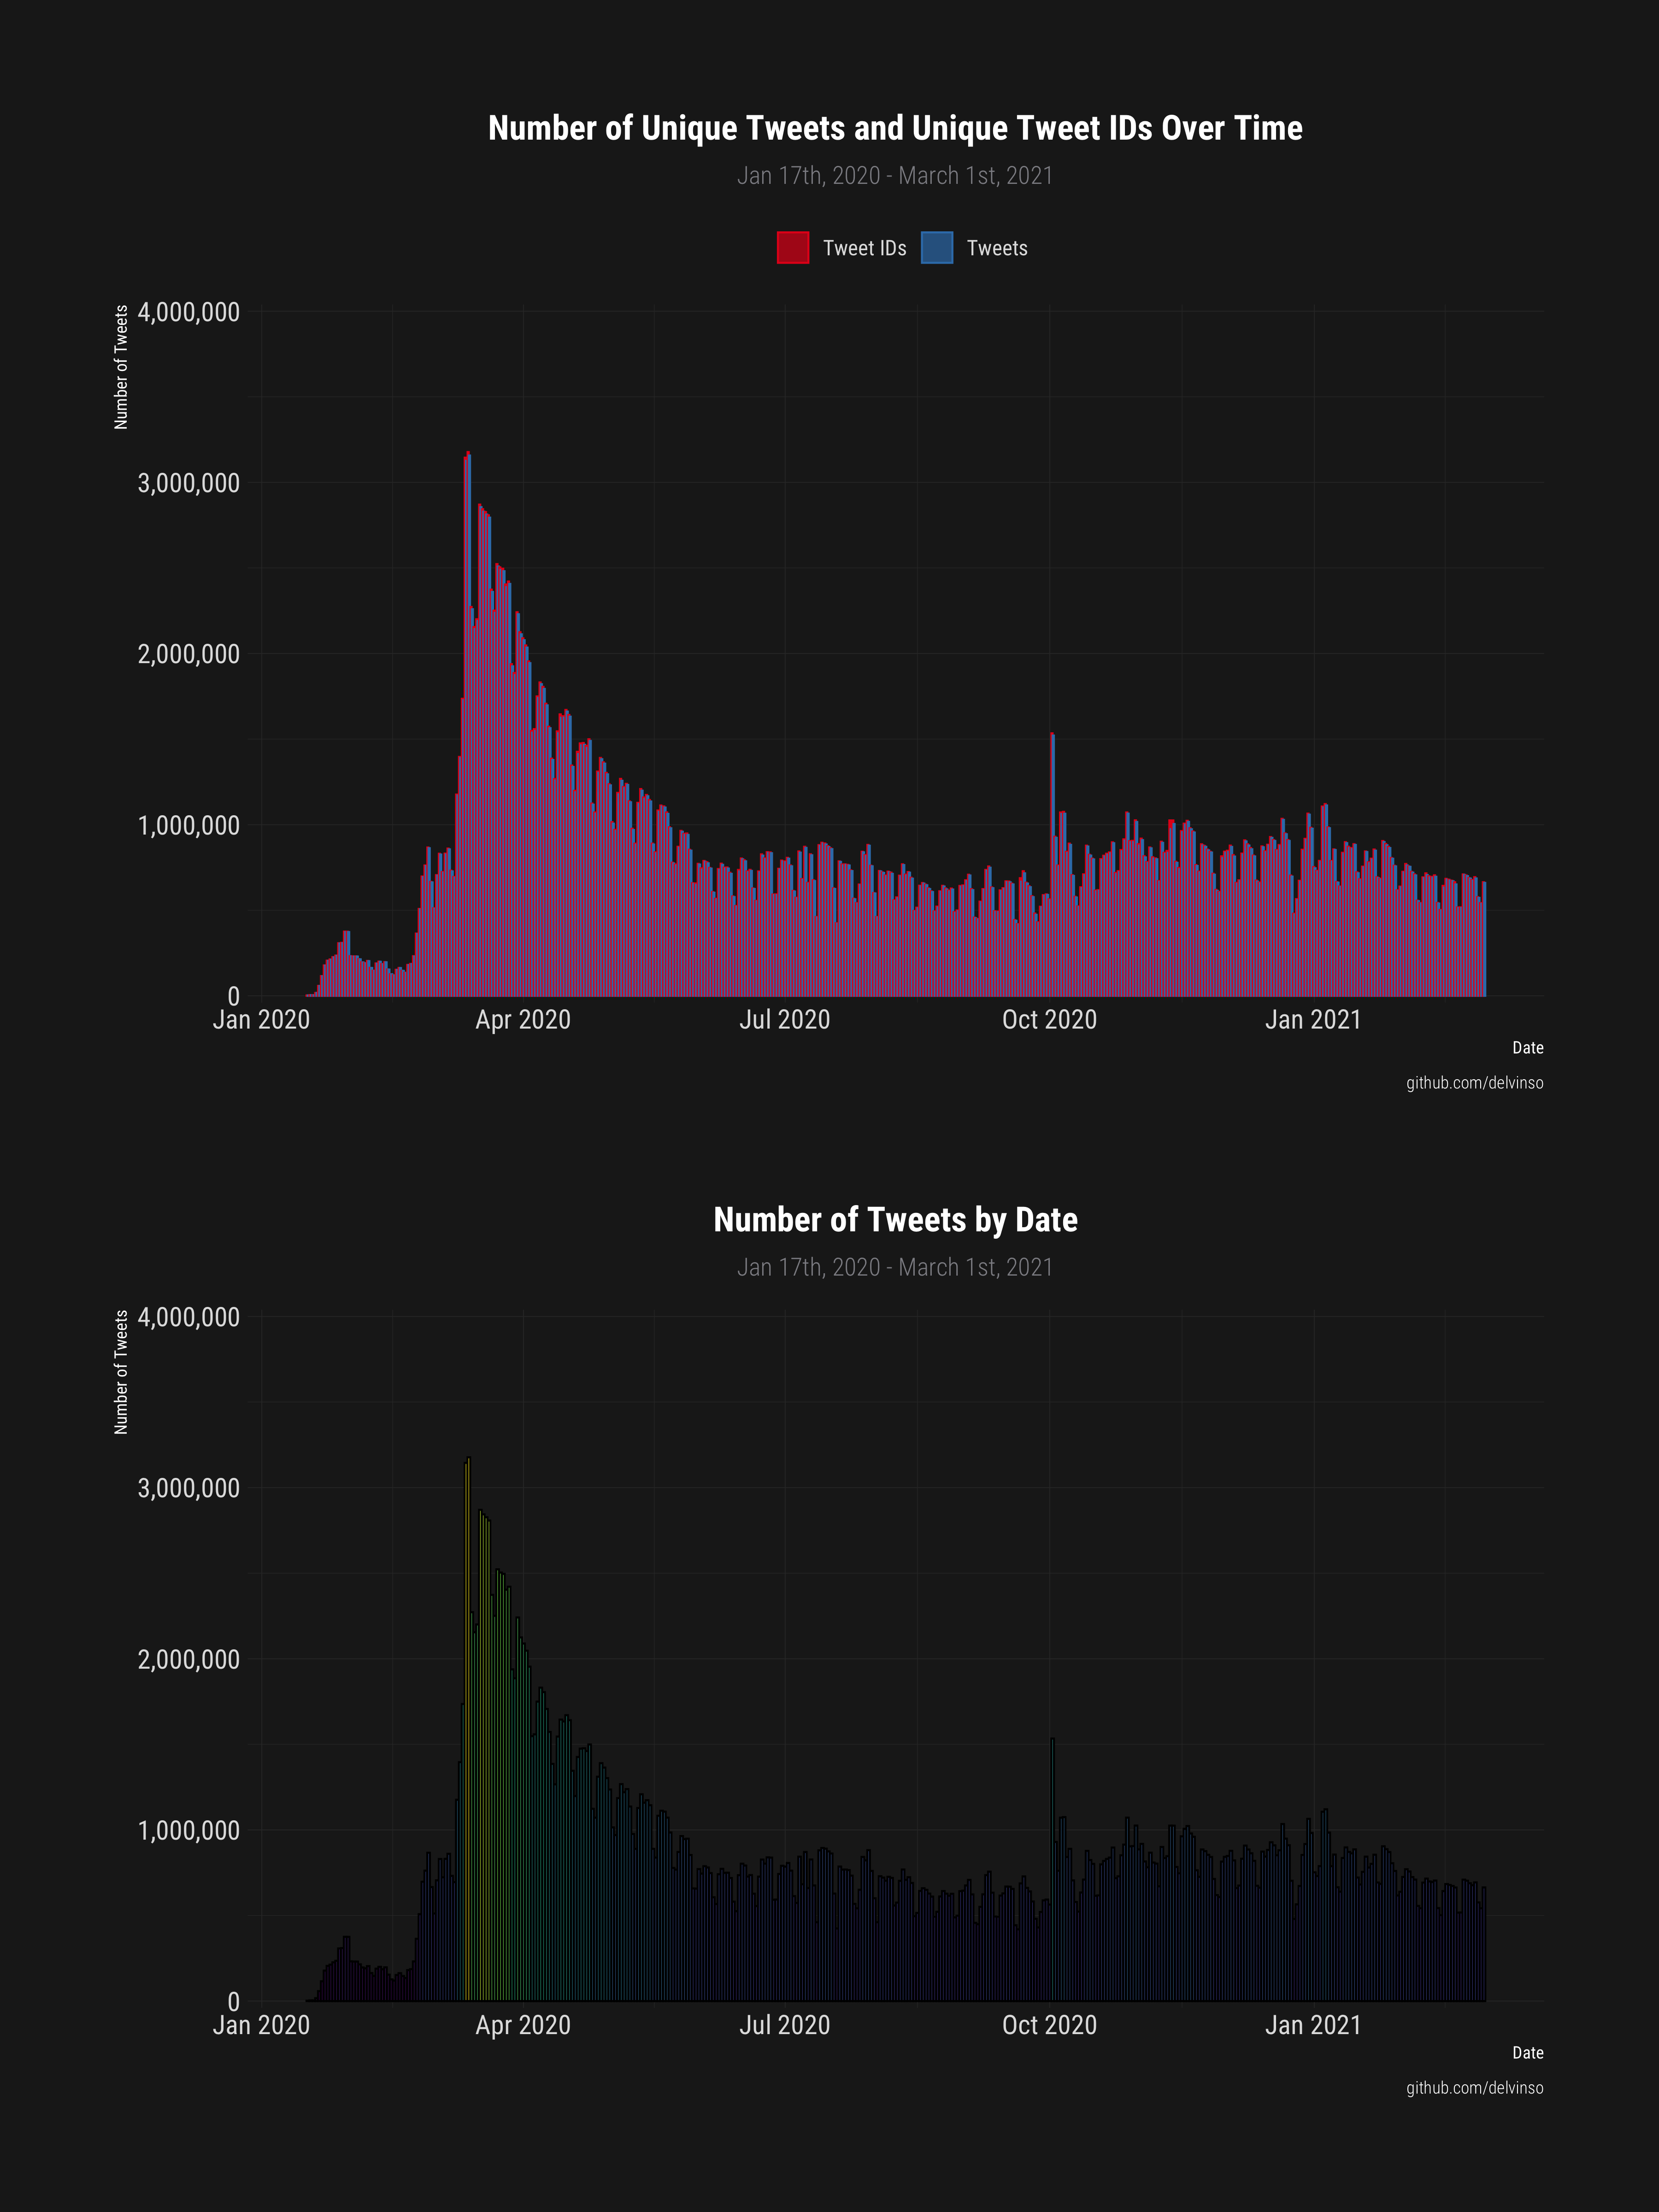 Number of Unique Tweets and Unique Tweet IDs Over Time
Jan 17th, 2020 - March 1st, 2021
Tweet IDs Tweets
Number of Tweets
4,000,000
3,000,000
2,000,000
1,000,000
0
Jan 2020 Apr 2020 Jul 2020 Oct 2020 Jan 2021
Date
github.com/delvinso
Number of Tweets by Date
Jan 17th, 2020 - March 1st, 2021
Number of Tweets
4,000,000
3,000,000
2,000,000
1,000,000
0
Jan 2020 Apr 2020 Jul 2020 Oct 2020 Jan 2021
Date
github.com/delvinso